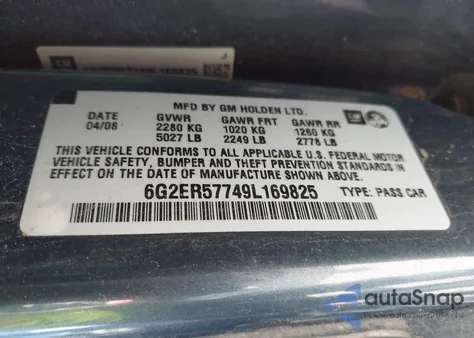 GM
MFD BY GM HOLDEN LTD.
DATE GVWR GAWR FRT GAWR RR GM
04/08 2280 KG 1020 KG 1260 KG
5027 LB 2249 LB 2778 LB
THIS VEHICLE CONFORMS TO ALL APPLICABLE U.S. FEDERAL MOTOR
VEHICLE SAFETY, BUMPER AND THEFT PREVENTION STANDARDS IN
EFFECT ON THE DATE OF MANUFACTURE SHOWN ABOVE.
6G2ER57749L169825 TYPE: PASS CAR
autoSnap